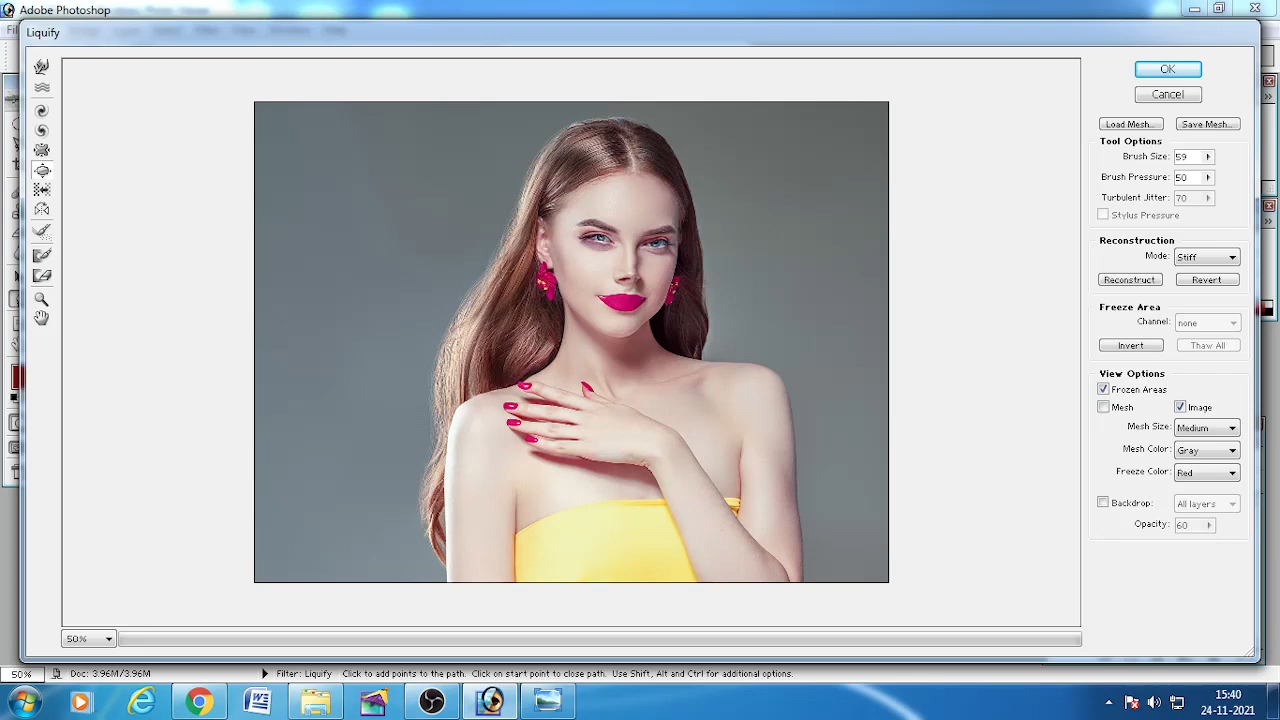 Adobe Photoshop
Liquify
OK
Cancel
Load Mesh... Save Mesh...
Tool Options
Brush Size: 59
Brush Pressure: 50
Turbulent Jitter: 70
Stylus Pressure
Reconstruction
Mode: Stiff
Reconstruct Revert
Freeze Area
Channel: none
Invert Thaw All
View Options
Frozen Areas
Mesh Image
Mesh Size: Medium
Mesh Color: Gray
Freeze Color: Red
Backdrop: All layers
Opacity: 60
50%
50% Doc: 3.96M/3.96M Filter: Liquify Click to add points to the path. Click on start point to close path. Use Shift, Alt and Ctrl for additional options.
15:40
24-11-2021